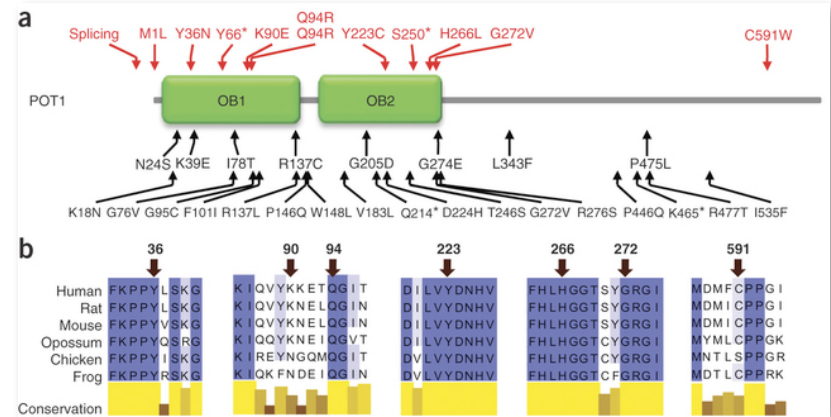 a
Q94R
Splicing M1L Y36N Y66* K90E Q94R Y223C S250* H266L G272V C591W
POT1 OB1 OB2
N24S K39E I78T R137C G205D G274E L343F P475L
K18N G76V G95C F101I R137L P146Q W148L V183L Q214* D224H T246S G272V R276S P446Q K465* R477T I535F
b
36 90 94 223 266 272 591
Human FKPPYLSKG KIQVYKKETQGIT DILVYDNHV FHLHGGTSYGRGI MDMFCPPGI
Rat FKPPYLSKG KIQVYKNELQGIN DILVYDNHV FHLHGGTCYGRGI MDMICPPGI
Mouse FKPPYVSKG KIQVYKNELQGIN DILVYDNHV FHLHGGTCYGRGI MDMICPPGI
Opossum FKPPYQSRG KIQQYKNEIQGVT DILVYDNHV FHLHGGTCYGRGI MYMLCPPGK
Chicken FKPPYISKG KIREYNGQMQGIT DVLVYDNHV FHLHGGTSYGRGI MNTLSPPGR
Frog FKPPYRSKG KIQKFNDEIQGIN DVLVYDNHV FHLHGGTCFGRGI MDTLCPPRK
Conservation